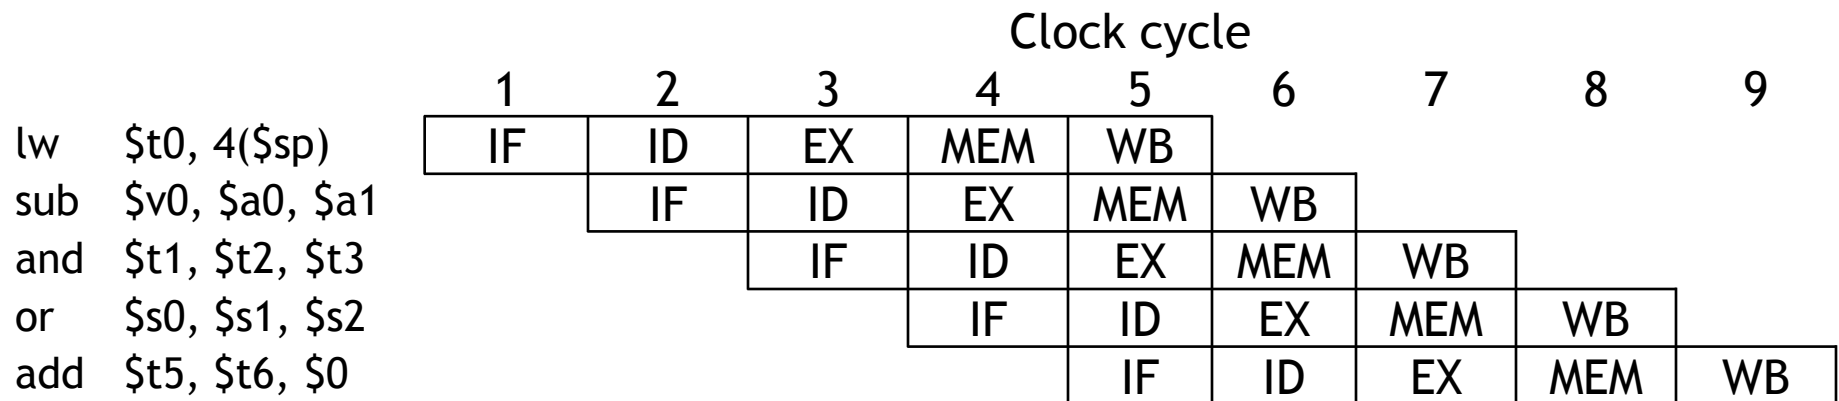 Clock cycle
1 2 3 4 5 6 7 8 9
lw $t0, 4($sp) IF ID EX MEM WB
sub $v0, $a0, $a1 IF ID EX MEM WB
and $t1, $t2, $t3 IF ID EX MEM WB
or $s0, $s1, $s2 IF ID EX MEM WB
add $t5, $t6, $0 IF ID EX MEM WB